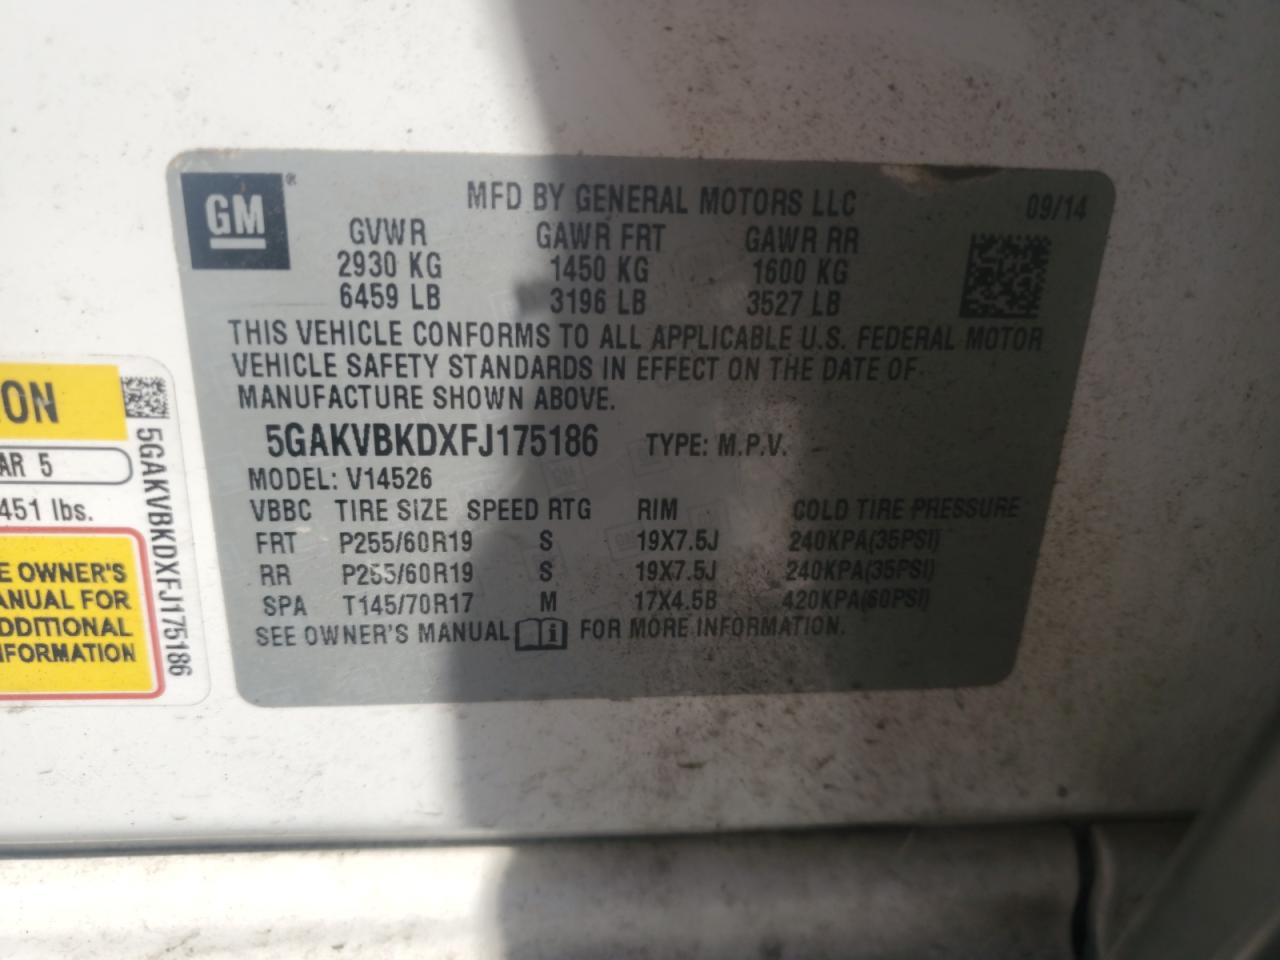 GM
®
MFD BY GENERAL MOTORS LLC 09/14
GVWR GAWR FRT GAWR RR
2930 KG 1450 KG 1600 KG
6459 LB 3196 LB 3527 LB
THIS VEHICLE CONFORMS TO ALL APPLICABLE U.S. FEDERAL MOTOR
VEHICLE SAFETY STANDARDS IN EFFECT ON THE DATE OF
MANUFACTURE SHOWN ABOVE.
5GAKVBKDXFJ175186 TYPE: M.P.V.
MODEL: V14526
VBBC TIRE SIZE SPEED RTG RIM COLD TIRE PRESSURE
FRT P255/60R19 S 19X7.5J 240KPA(35PSI)
RR P255/60R19 S 19X7.5J 240KPA(35PSI)
SPA T145/70R17 M 17X4.5B 420KPA(60PSI)
SEE OWNER'S MANUAL i FOR MORE INFORMATION.
ON
AR 5
451 lbs.
E OWNER'S
ANUAL FOR
DDITIONAL
NFORMATION
5GAKVBKDXFJ175186